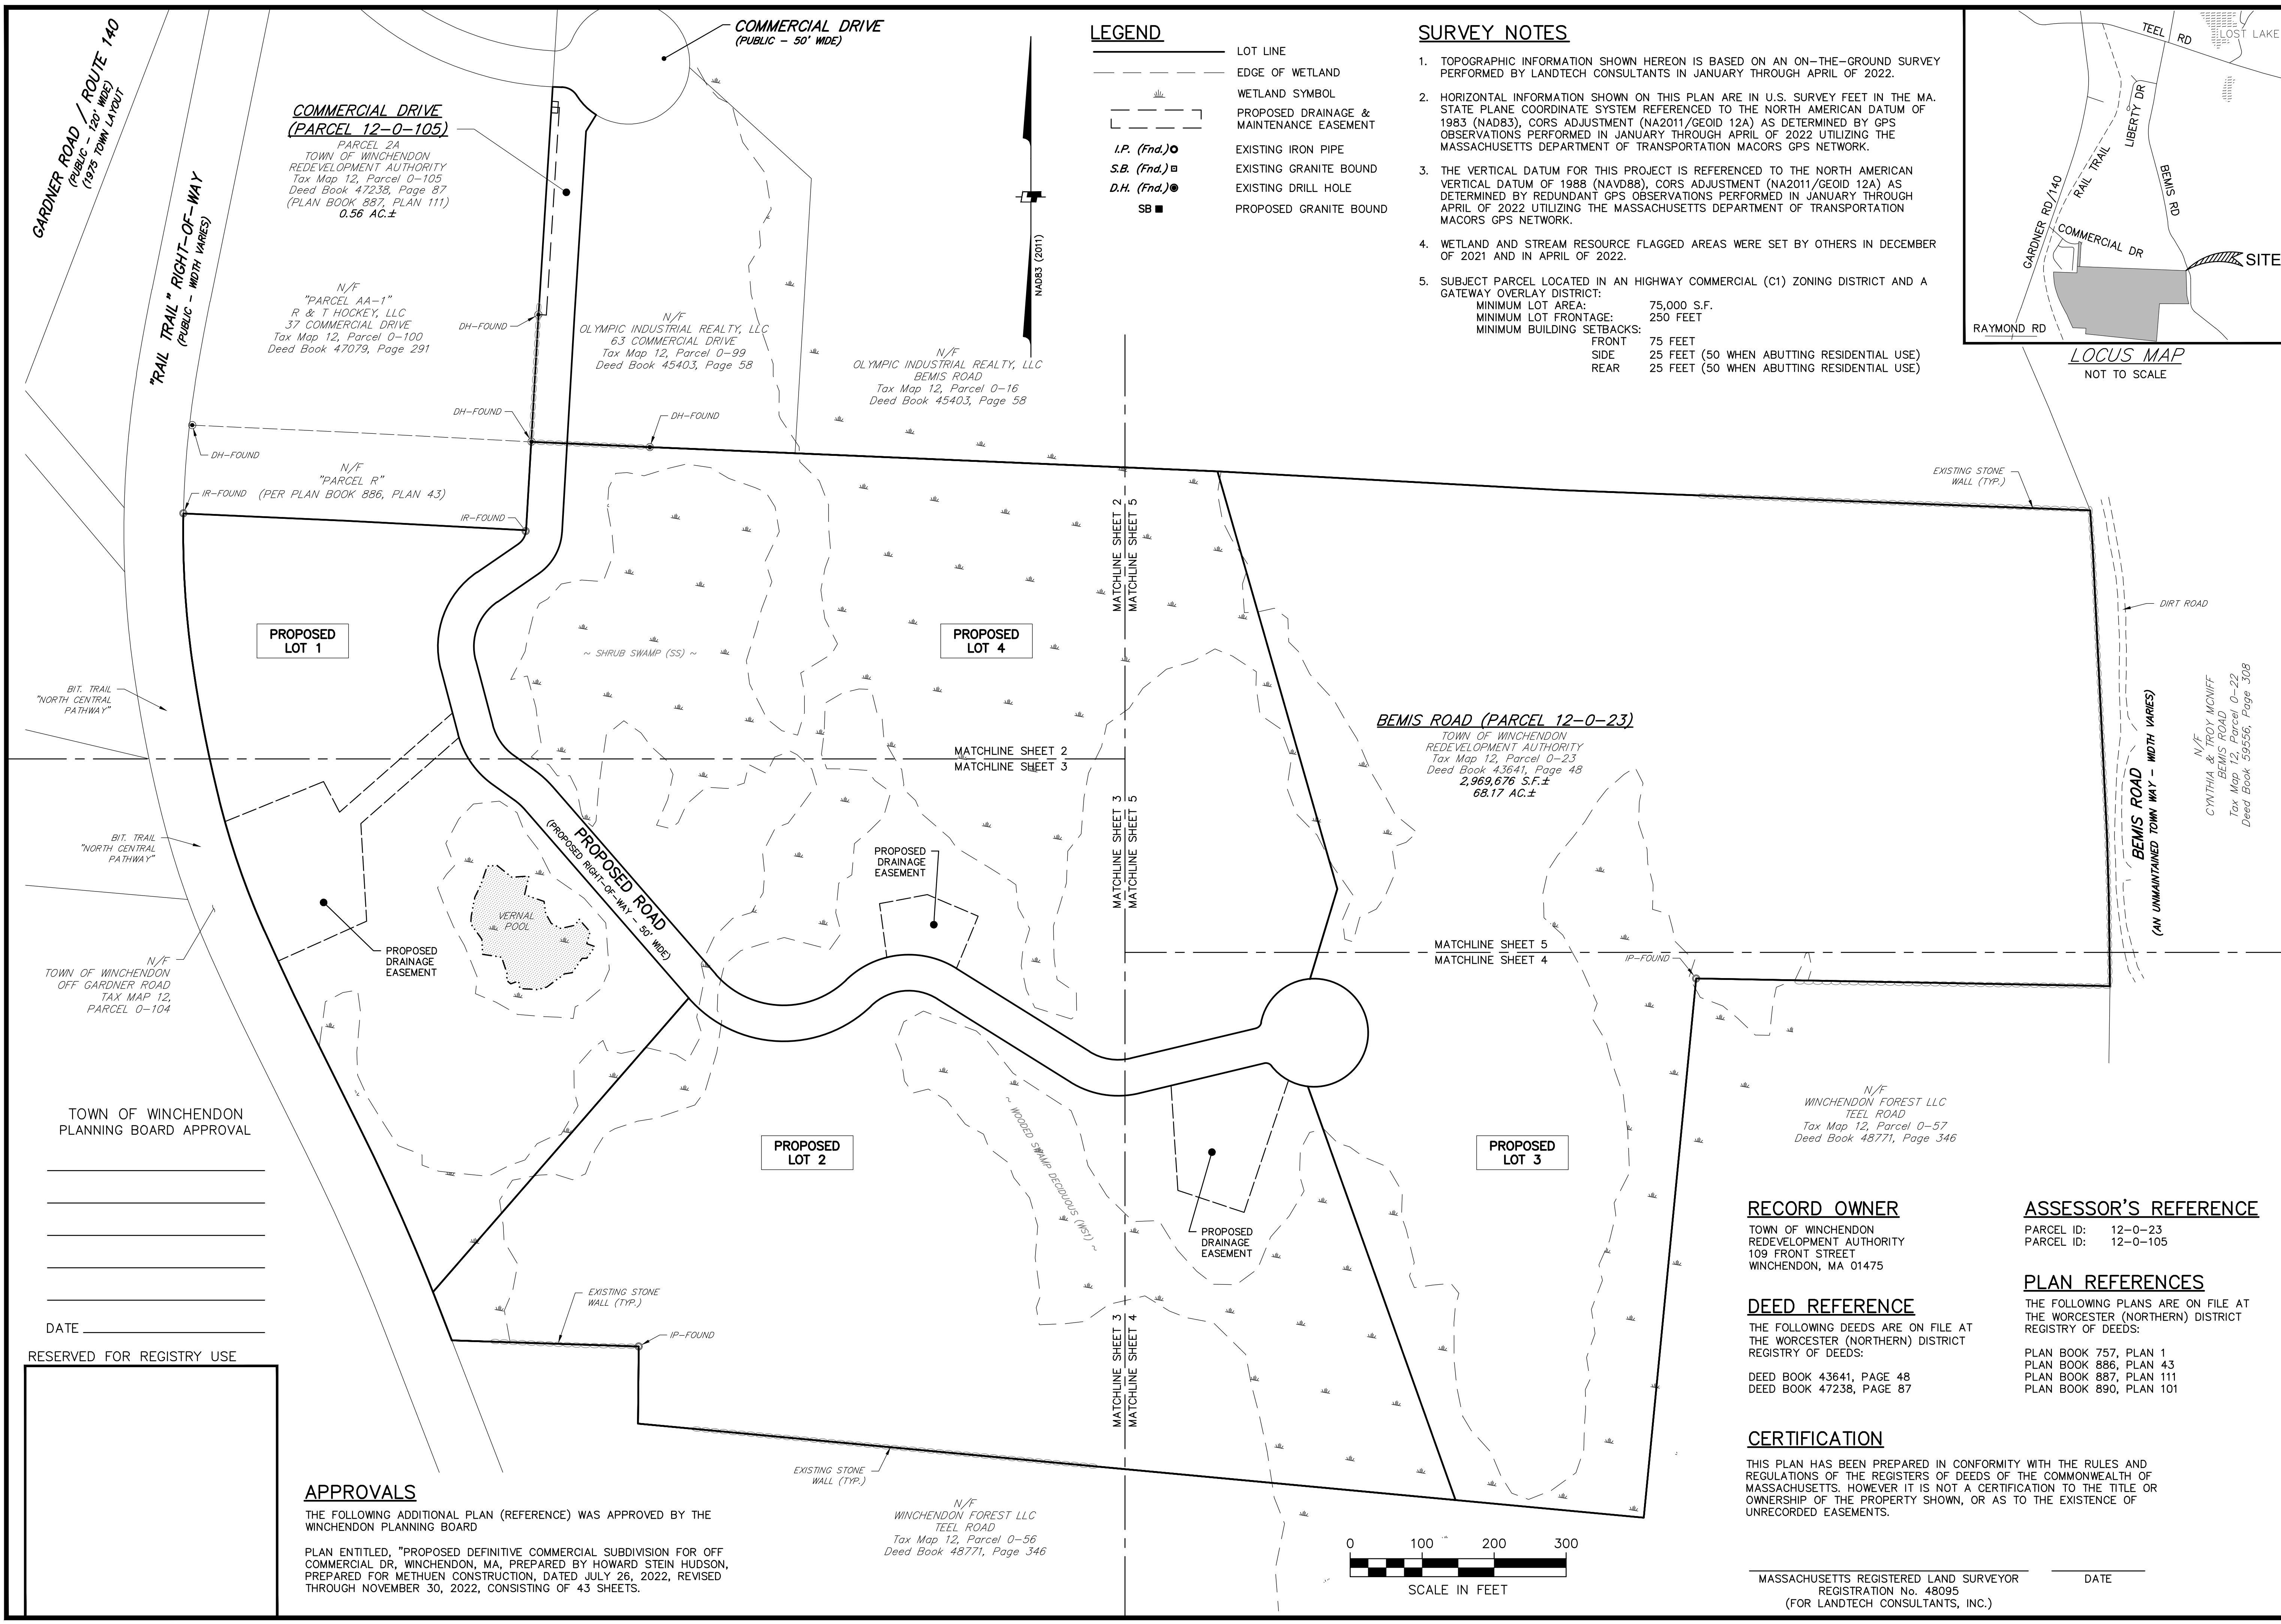 GARDNER ROAD / ROUTE 140
(PUBLIC - 120' WIDE)
(1975 TOWN LAYOUT
"RAIL TRAIL" RIGHT-OF-WAY
(PUBLIC - WIDTH VARIES)
COMMERCIAL DRIVE
(PUBLIC - 50' WIDE)
COMMERCIAL DRIVE
(PARCEL 12-0-105)
PARCEL 2A
TOWN OF WINCHENDON
REDEVELOPMENT AUTHORITY
Tax Map 12, Parcel 0-105
Deed Book 47238, Page 87
(PLAN BOOK 887, PLAN 111)
0.56 AC.±
N/F
"PARCEL AA-1"
R & T HOCKEY, LLC
37 COMMERCIAL DRIVE
Tax Map 12, Parcel 0-100
Deed Book 47079, Page 291
DH-FOUND
N/F
OLYMPIC INDUSTRIAL REALTY, LLC
63 COMMERCIAL DRIVE
Tax Map 12, Parcel 0-99
Deed Book 45403, Page 58
N/F
OLYMPIC INDUSTRIAL REALTY, LLC
BEMIS ROAD
Tax Map 12, Parcel 0-16
Deed Book 45403, Page 58
NAD83 (2011)
DH-FOUND
DH-FOUND
DH-FOUND
N/F
"PARCEL R"
(PER PLAN BOOK 886, PLAN 43)
IR-FOUND
IR-FOUND
LEGEND
LOT LINE
EDGE OF WETLAND
WETLAND SYMBOL
PROPOSED DRAINAGE &
MAINTENANCE EASEMENT
I.P. (Fnd.) EXISTING IRON PIPE
S.B. (Fnd.) EXISTING GRANITE BOUND
D.H. (Fnd.) EXISTING DRILL HOLE
SB PROPOSED GRANITE BOUND
SURVEY NOTES
1. TOPOGRAPHIC INFORMATION SHOWN HEREON IS BASED ON AN ON-THE-GROUND SURVEY
PERFORMED BY LANDTECH CONSULTANTS IN JANUARY THROUGH APRIL OF 2022.
2. HORIZONTAL INFORMATION SHOWN ON THIS PLAN ARE IN U.S. SURVEY FEET IN THE MA.
STATE PLANE COORDINATE SYSTEM REFERENCED TO THE NORTH AMERICAN DATUM OF
1983 (NAD83), CORS ADJUSTMENT (NA2011/GEOID 12A) AS DETERMINED BY GPS
OBSERVATIONS PERFORMED IN JANUARY THROUGH APRIL OF 2022 UTILIZING THE
MASSACHUSETTS DEPARTMENT OF TRANSPORTATION MACORS GPS NETWORK.
3. THE VERTICAL DATUM FOR THIS PROJECT IS REFERENCED TO THE NORTH AMERICAN
VERTICAL DATUM OF 1988 (NAVD88), CORS ADJUSTMENT (NA2011/GEOID 12A) AS
DETERMINED BY REDUNDANT GPS OBSERVATIONS PERFORMED IN JANUARY THROUGH
APRIL OF 2022 UTILIZING THE MASSACHUSETTS DEPARTMENT OF TRANSPORTATION
MACORS GPS NETWORK.
4. WETLAND AND STREAM RESOURCE FLAGGED AREAS WERE SET BY OTHERS IN DECEMBER
OF 2021 AND IN APRIL OF 2022.
5. SUBJECT PARCEL LOCATED IN AN HIGHWAY COMMERCIAL (C1) ZONING DISTRICT AND A
GATEWAY OVERLAY DISTRICT:
MINIMUM LOT AREA: 75,000 S.F.
MINIMUM LOT FRONTAGE: 250 FEET
MINIMUM BUILDING SETBACKS:
FRONT 75 FEET
SIDE 25 FEET (50 WHEN ABUTTING RESIDENTIAL USE)
REAR 25 FEET (50 WHEN ABUTTING RESIDENTIAL USE)
TEEL RD
LOST LAKE
LIBERTY DR
RAIL TRAIL
BEMIS RD
GARDNER RD/140
COMMERCIAL DR
SITE
RAYMOND RD
LOCUS MAP
NOT TO SCALE
EXISTING STONE
WALL (TYP.)
MATCHLINE SHEET 2
MATCHLINE SHEET 5
DIRT ROAD
PROPOSED
LOT 1
~ SHRUB SWAMP (SS) ~
PROPOSED
LOT 4
BIT. TRAIL
"NORTH CENTRAL
PATHWAY"
MATCHLINE SHEET 2
MATCHLINE SHEET 3
BEMIS ROAD (PARCEL 12-0-23)
TOWN OF WINCHENDON
REDEVELOPMENT AUTHORITY
Tax Map 12, Parcel 0-23
Deed Book 43641, Page 48
2,969,676 S.F.±
68.17 AC.±
BEMIS ROAD
(AN UNMAINTAINED TOWN WAY - WIDTH VARIES)
N/F
CYNTHIA & TROY MCNIFF
BEMIS ROAD
Tax Map 12, Parcel 0-22
Deed Book 59556, Page 308
BIT. TRAIL
"NORTH CENTRAL
PATHWAY"
PROPOSED ROAD
(PROPOSED RIGHT-OF-WAY - 50' WIDE)
MATCHLINE SHEET 3
MATCHLINE SHEET 5
PROPOSED
DRAINAGE
EASEMENT
VERNAL
POOL
PROPOSED
DRAINAGE
EASEMENT
N/F
TOWN OF WINCHENDON
OFF GARDNER ROAD
TAX MAP 12,
PARCEL 0-104
MATCHLINE SHEET 5
MATCHLINE SHEET 4
IP-FOUND
TOWN OF WINCHENDON
PLANNING BOARD APPROVAL
DATE
RESERVED FOR REGISTRY USE
PROPOSED
LOT 2
~ WOODED SWAMP DECIDUOUS (WS1) ~
PROPOSED
LOT 3
N/F
WINCHENDON FOREST LLC
TEEL ROAD
Tax Map 12, Parcel 0-57
Deed Book 48771, Page 346
PROPOSED
DRAINAGE
EASEMENT
EXISTING STONE
WALL (TYP.)
IP-FOUND
MATCHLINE SHEET 3
MATCHLINE SHEET 4
EXISTING STONE
WALL (TYP.)
N/F
WINCHENDON FOREST LLC
TEEL ROAD
Tax Map 12, Parcel 0-56
Deed Book 48771, Page 346
APPROVALS
THE FOLLOWING ADDITIONAL PLAN (REFERENCE) WAS APPROVED BY THE
WINCHENDON PLANNING BOARD
PLAN ENTITLED, "PROPOSED DEFINITIVE COMMERCIAL SUBDIVISION FOR OFF
COMMERCIAL DR, WINCHENDON, MA, PREPARED BY HOWARD STEIN HUDSON,
PREPARED FOR METHUEN CONSTRUCTION, DATED JULY 26, 2022, REVISED
THROUGH NOVEMBER 30, 2022, CONSISTING OF 43 SHEETS.
0 100 200 300
SCALE IN FEET
RECORD OWNER
TOWN OF WINCHENDON
REDEVELOPMENT AUTHORITY
109 FRONT STREET
WINCHENDON, MA 01475
DEED REFERENCE
THE FOLLOWING DEEDS ARE ON FILE AT
THE WORCESTER (NORTHERN) DISTRICT
REGISTRY OF DEEDS:
DEED BOOK 43641, PAGE 48
DEED BOOK 47238, PAGE 87
ASSESSOR'S REFERENCE
PARCEL ID: 12-0-23
PARCEL ID: 12-0-105
PLAN REFERENCES
THE FOLLOWING PLANS ARE ON FILE AT
THE WORCESTER (NORTHERN) DISTRICT
REGISTRY OF DEEDS:
PLAN BOOK 757, PLAN 1
PLAN BOOK 886, PLAN 43
PLAN BOOK 887, PLAN 111
PLAN BOOK 890, PLAN 101
CERTIFICATION
THIS PLAN HAS BEEN PREPARED IN CONFORMITY WITH THE RULES AND
REGULATIONS OF THE REGISTERS OF DEEDS OF THE COMMONWEALTH OF
MASSACHUSETTS. HOWEVER IT IS NOT A CERTIFICATION TO THE TITLE OR
OWNERSHIP OF THE PROPERTY SHOWN, OR AS TO THE EXISTENCE OF
UNRECORDED EASEMENTS.
MASSACHUSETTS REGISTERED LAND SURVEYOR
REGISTRATION No. 48095
(FOR LANDTECH CONSULTANTS, INC.)
DATE